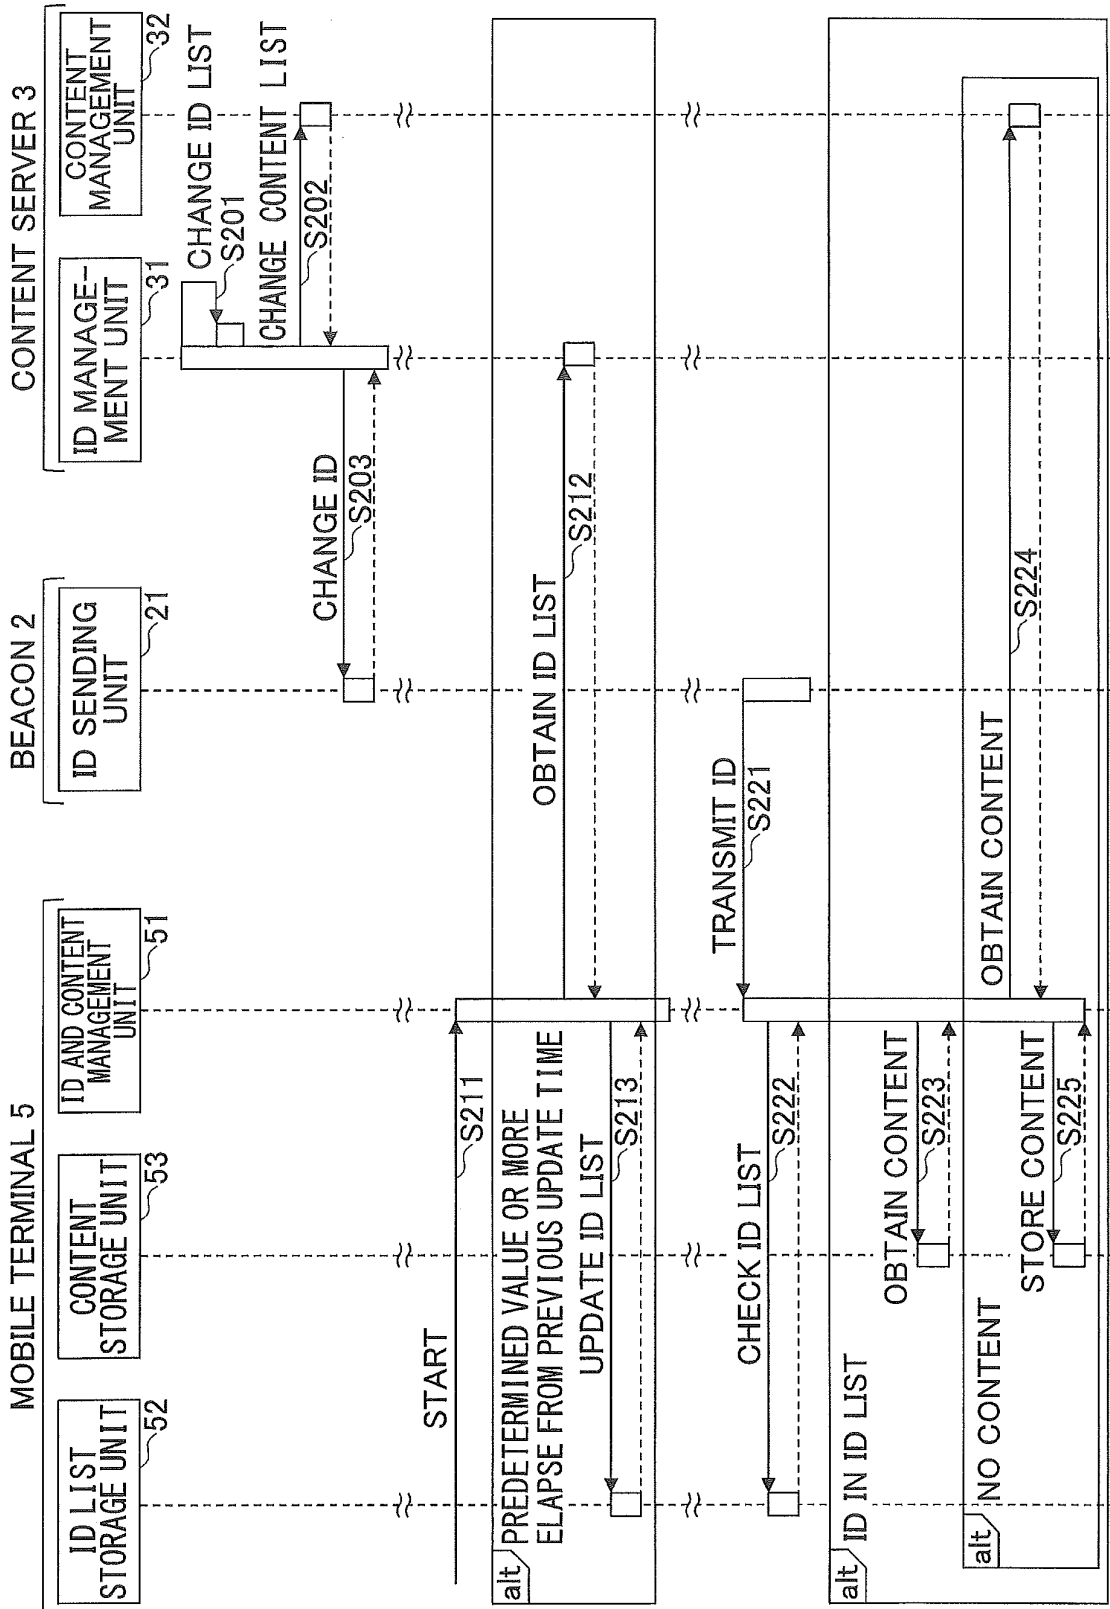 MOBILE TERMINAL 5
BEACON 2
CONTENT SERVER 3
ID LIST
STORAGE UNIT
52
CONTENT
STORAGE UNIT
53
ID AND CONTENT
MANAGEMENT
UNIT
51
ID SENDING
UNIT
21
ID MANAGE-
MENT UNIT
31
CONTENT
MANAGEMENT
UNIT
32
CHANGE ID LIST
S201
CHANGE CONTENT LIST
S202
CHANGE ID
S203
START
S211
alt
PREDETERMINED VALUE OR MORE
ELAPSE FROM PREVIOUS UPDATE TIME
OBTAIN ID LIST
S212
UPDATE ID LIST
S213
TRANSMIT ID
S221
CHECK ID LIST
S222
alt
ID IN ID LIST
OBTAIN CONTENT
S223
alt
NO CONTENT
OBTAIN CONTENT
S224
STORE CONTENT
S225